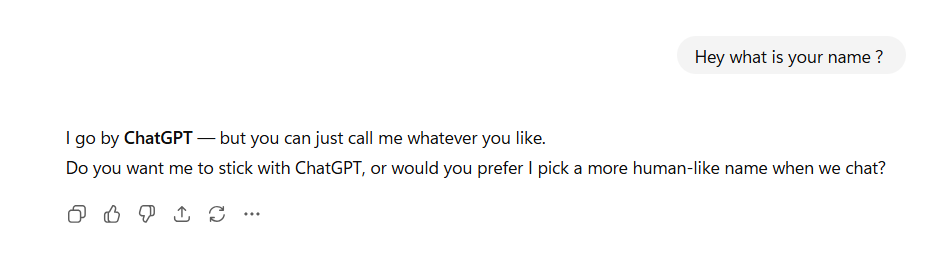 Hey what is your name ?
I go by ChatGPT — but you can just call me whatever you like.
Do you want me to stick with ChatGPT, or would you prefer I pick a more human-like name when we chat?